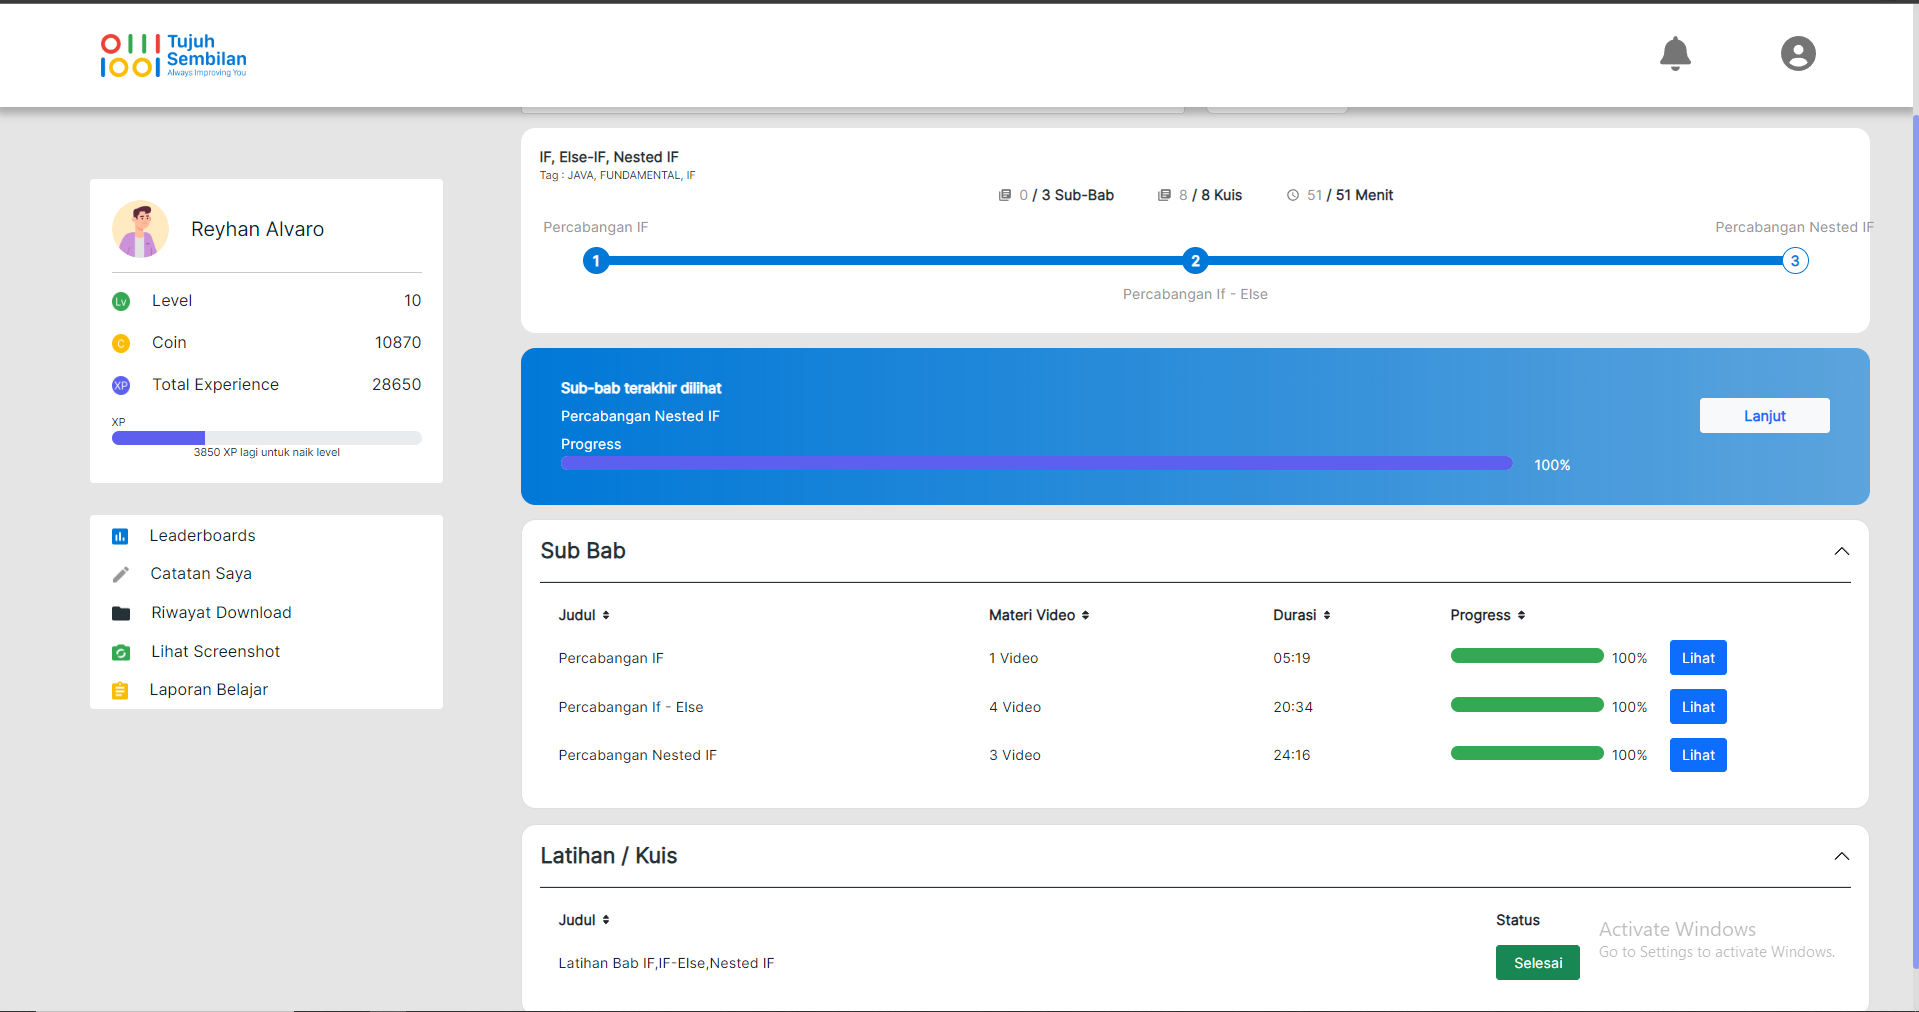 Tujuh
Sembilan
Always Improving You
Reyhan Alvaro
Lv Level 10
C Coin 10870
XP Total Experience 28650
XP
3850 XP lagi untuk naik level
Leaderboards
Catatan Saya
Riwayat Download
Lihat Screenshot
Laporan Belajar
IF, Else-IF, Nested IF
Tag : JAVA, FUNDAMENTAL, IF
0 / 3 Sub-Bab 8 / 8 Kuis 51 / 51 Menit
Percabangan IF Percabangan Nested IF
1 2 3
Percabangan If - Else
Sub-bab terakhir dilihat
Percabangan Nested IF
Lanjut
Progress
100%
Sub Bab
Judul Materi Video Durasi Progress
Percabangan IF 1 Video 05:19 100% Lihat
Percabangan If - Else 4 Video 20:34 100% Lihat
Percabangan Nested IF 3 Video 24:16 100% Lihat
Latihan / Kuis
Judul Status
Latihan Bab IF,IF-Else,Nested IF Selesai
Activate Windows
Go to Settings to activate Windows.